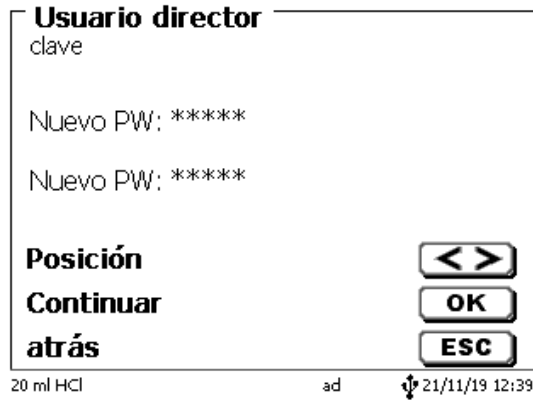 Usuario director
clave
Nuevo PW: *****
Nuevo PW: *****
Posición < >
Continuar OK
atrás ESC
20 ml HCl ad 21/11/19 12:39